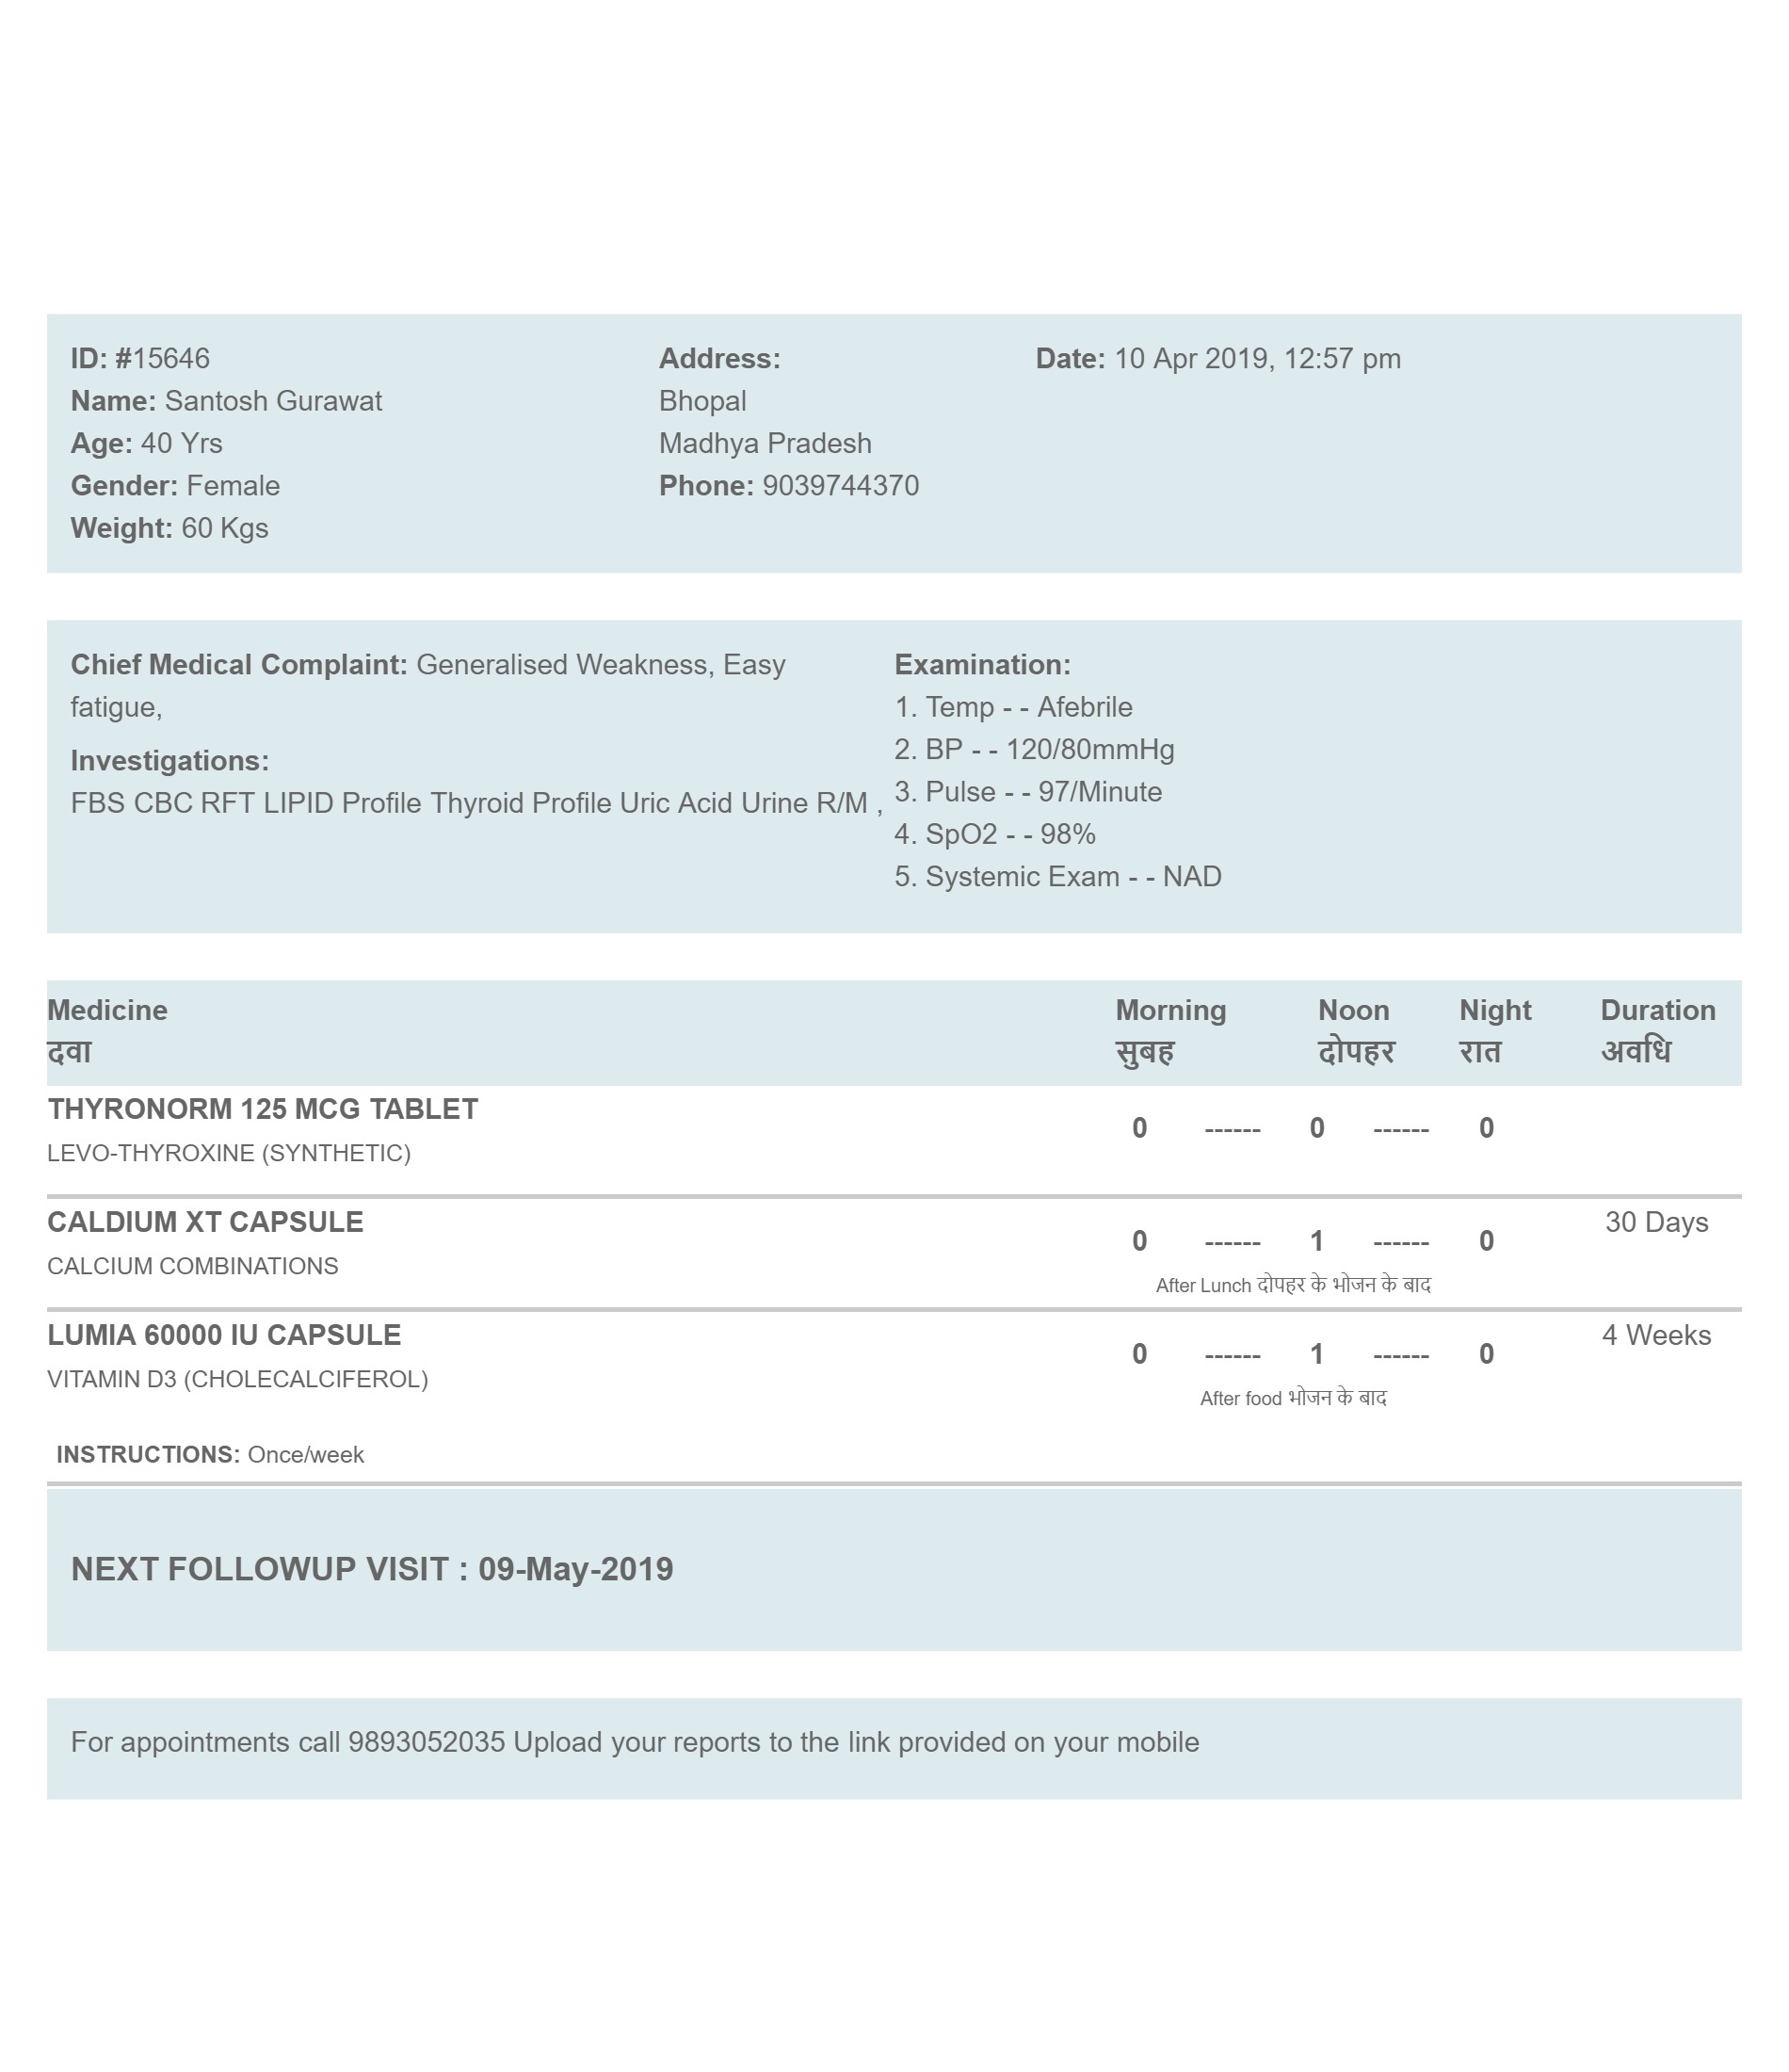 ID: #15646
Name: Santosh Gurawat
Age: 40 Yrs
Gender: Female
Weight: 60 Kgs
Address:
Bhopal
Madhya Pradesh
Phone: 9039744370
Date: 10 Apr 2019, 12:57 pm
Chief Medical Complaint: Generalised Weakness, Easy
fatigue,
Investigations:
FBS CBC RFT LIPID Profile Thyroid Profile Uric Acid Urine R/M ,
Examination:
1. Temp - - Afebrile
2. BP - - 120/80mmHg
3. Pulse - - 97/Minute
4. SpO2 - - 98%
5. Systemic Exam - - NAD
Medicine Morning Noon Night Duration
दवा सुबह दोपहर रात अवधि
THYRONORM 125 MCG TABLET
0 ------ 0 ------ 0
LEVO-THYROXINE (SYNTHETIC)
CALDIUM XT CAPSULE 30 Days
0 ------ 1 ------ 0
CALCIUM COMBINATIONS
After Lunch दोपहर के भोजन के बाद
LUMIA 60000 IU CAPSULE 4 Weeks
0 ------ 1 ------ 0
VITAMIN D3 (CHOLECALCIFEROL)
After food भोजन के बाद
INSTRUCTIONS: Once/week
NEXT FOLLOWUP VISIT : 09-May-2019
For appointments call 9893052035 Upload your reports to the link provided on your mobile